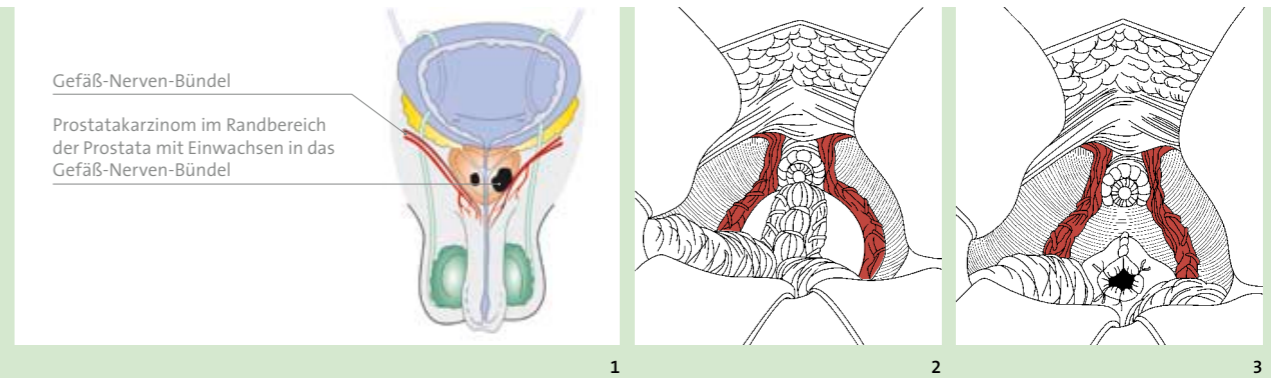 Gefäß-Nerven-Bündel
Prostatakarzinom im Randbereich
der Prostata mit Einwachsen in das
Gefäß-Nerven-Bündel
1
2
3